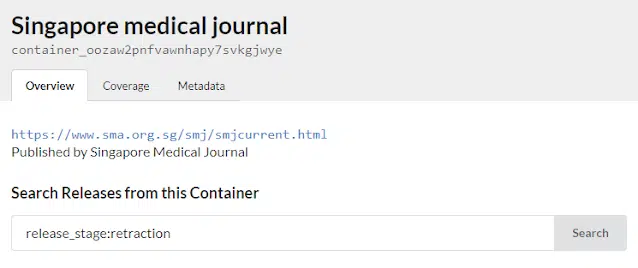 Singapore medical journal
container_oozaw2pnfvawnhapy7svkgjwye
Overview Coverage Metadata
https://www.sma.org.sg/smj/smjcurrent.html
Published by Singapore Medical Journal
Search Releases from this Container
release_stage:retraction Search